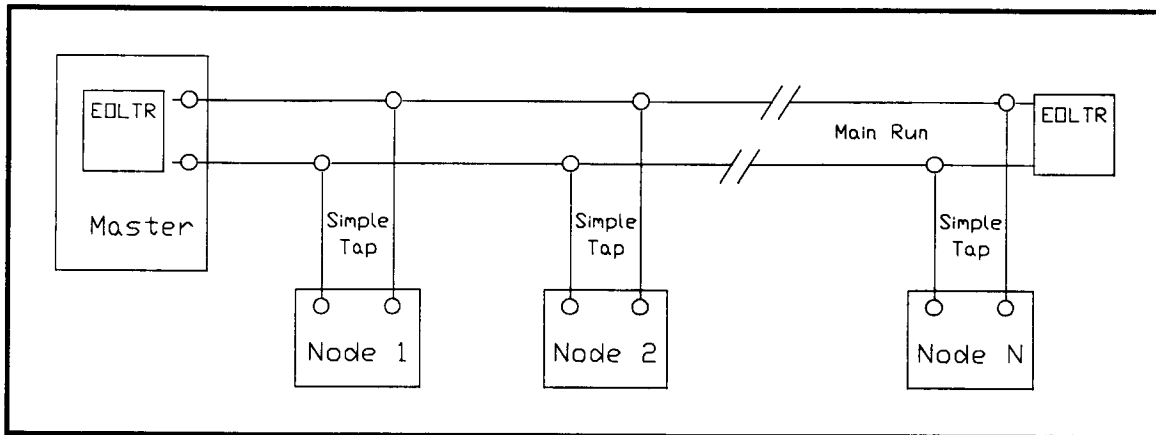 EOLTR
EOLTR
Main Run
Master
Simple
Tap
Simple
Tap
Simple
Tap
Node 1
Node 2
Node N